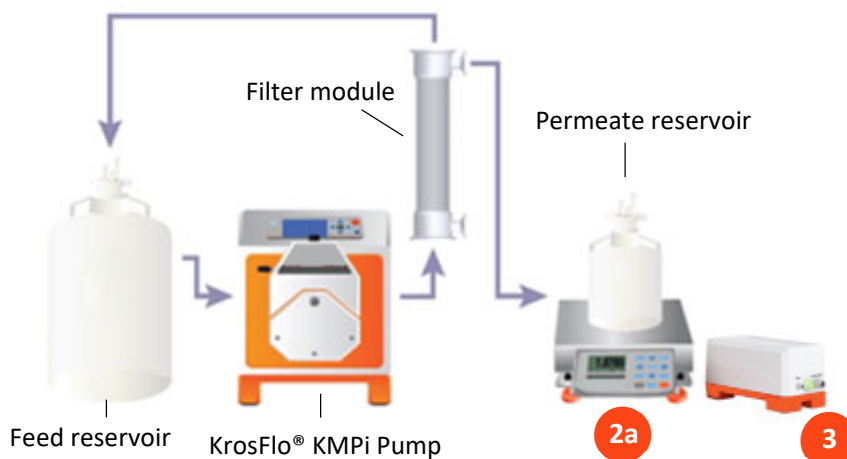 Filter module
Permeate reservoir
Feed reservoir
KrosFlo® KMPi Pump
2a
3